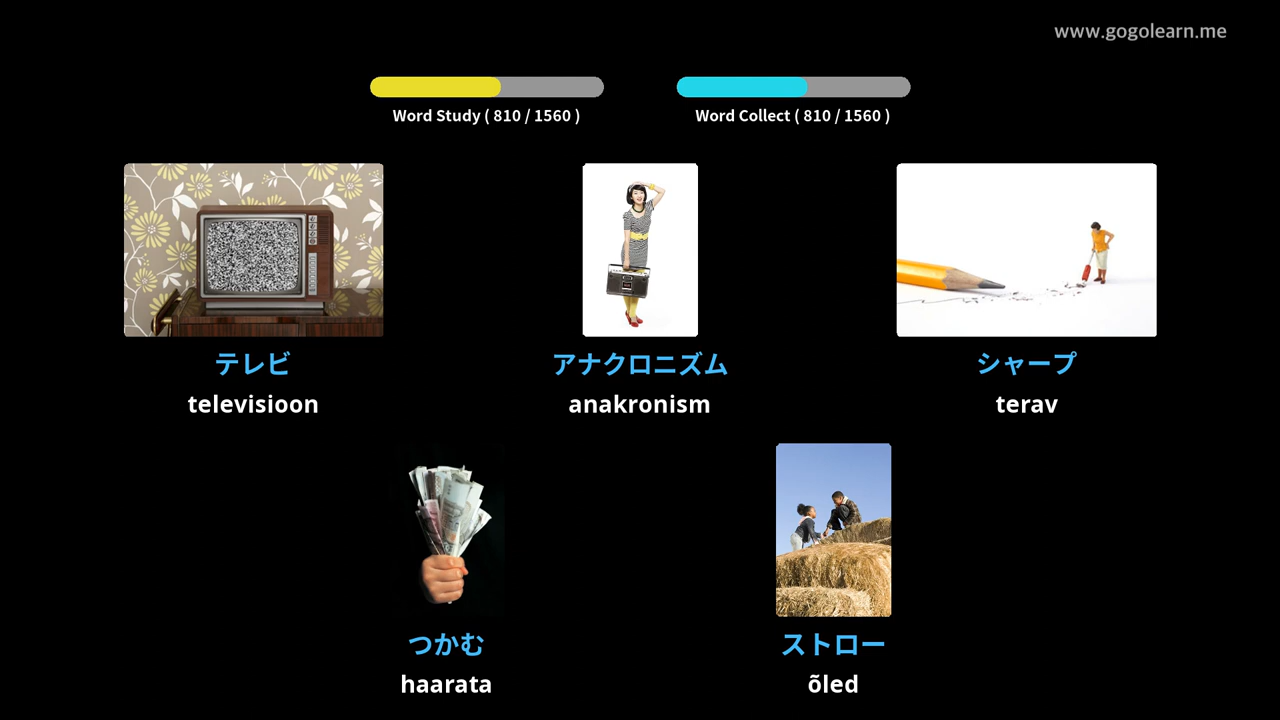 www.gogolearn.me
Word Study ( 810 / 1560 )
Word Collect ( 810 / 1560 )
テレビ
televisioon
アナクロニズム
anakronism
シャープ
terav
つかむ
haarata
ストロー
õled